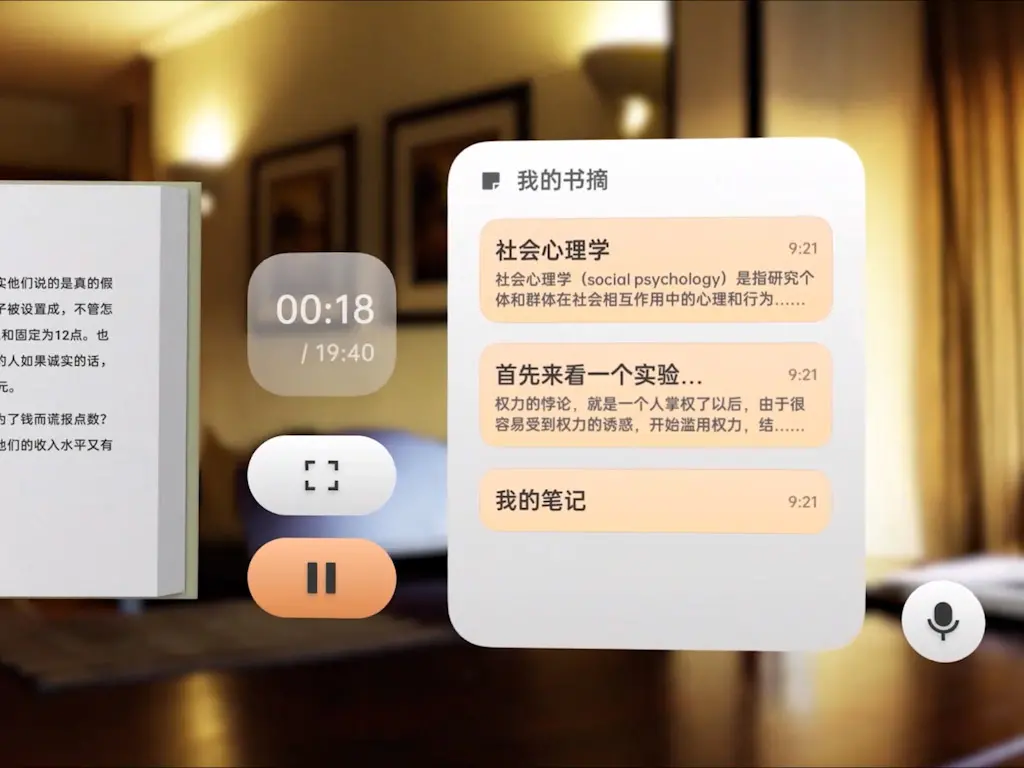 实他们说的是真的假
子被设置成，不管怎
和固定为12点。也
的人如果诚实的话，
元。
为了钱而谎报点数？
他们的收入水平又有
00:18
/ 19:40
我的书摘
社会心理学 9:21
社会心理学（social psychology）是指研究个
体和群体在社会相互作用中的心理和行为……
首先来看一个实验… 9:21
权力的悖论，就是一个人掌权了以后，由于很
容易受到权力的诱惑，开始滥用权力，结……
我的笔记 9:21